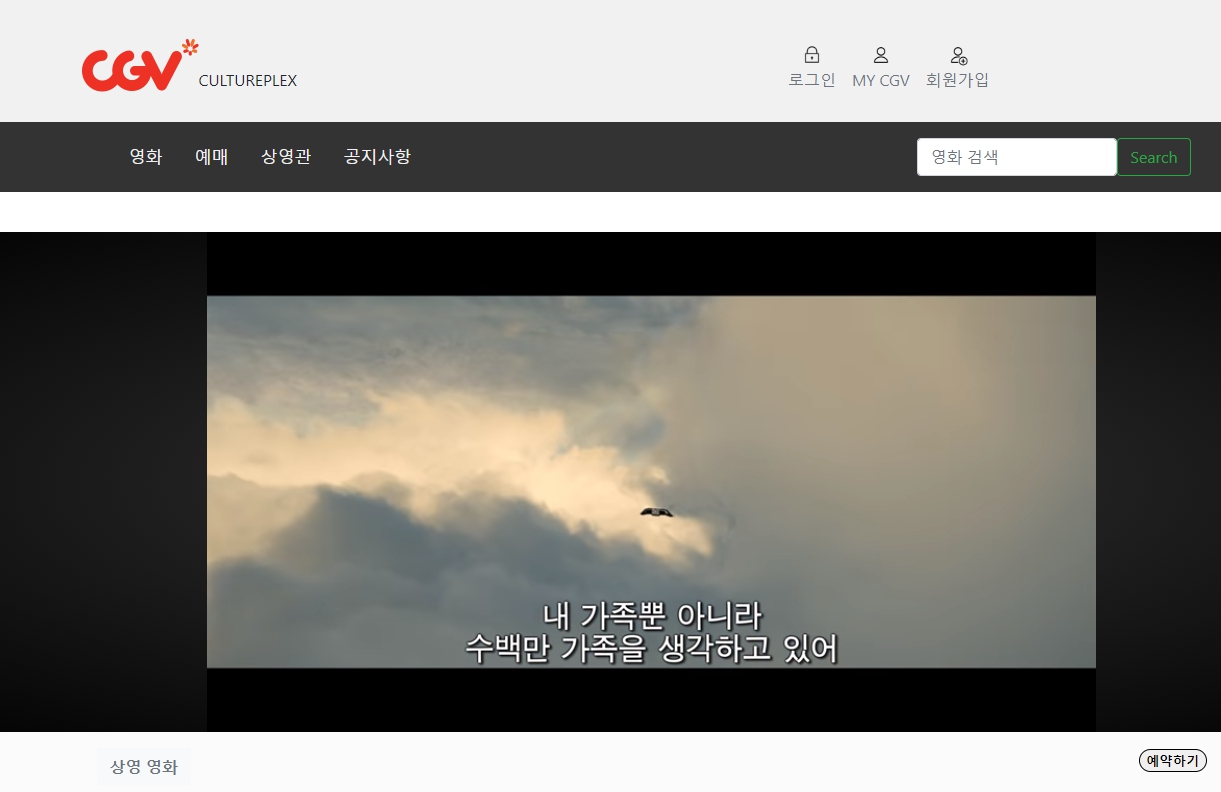 CGV CULTUREPLEX
로그인 MY CGV 회원가입
영화 예매 상영관 공지사항 영화 검색 Search
내 가족뿐 아니라
수백만 가족을 생각하고 있어
상영 영화 예약하기